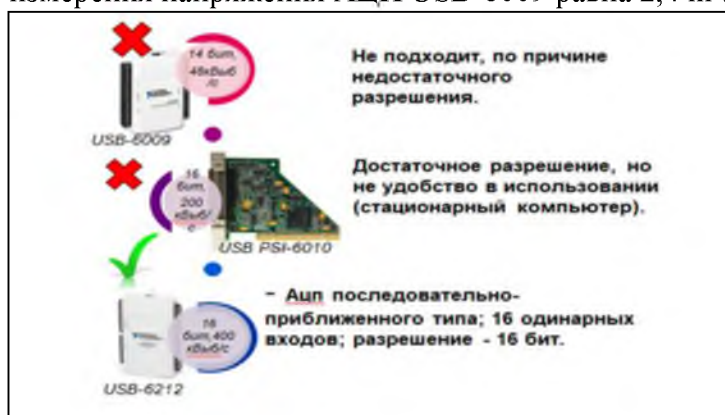 измерения напряжения АЦП USB-6009 равна 2,44
14 бит,
48кВыб
/с
Не подходит, по причине
недостаточного
разрешения.
USB-6009
16
бит,
200
кВыб/
с
Достаточное разрешение, но
не удобство в использовании
(стационарный компьютер).
USB PSI-6010
16
бит,400
кВыб/с
- Ацп последовательно-
приближенного типа; 16 одинарных
входов; разрешение - 16 бит.
USB-6212